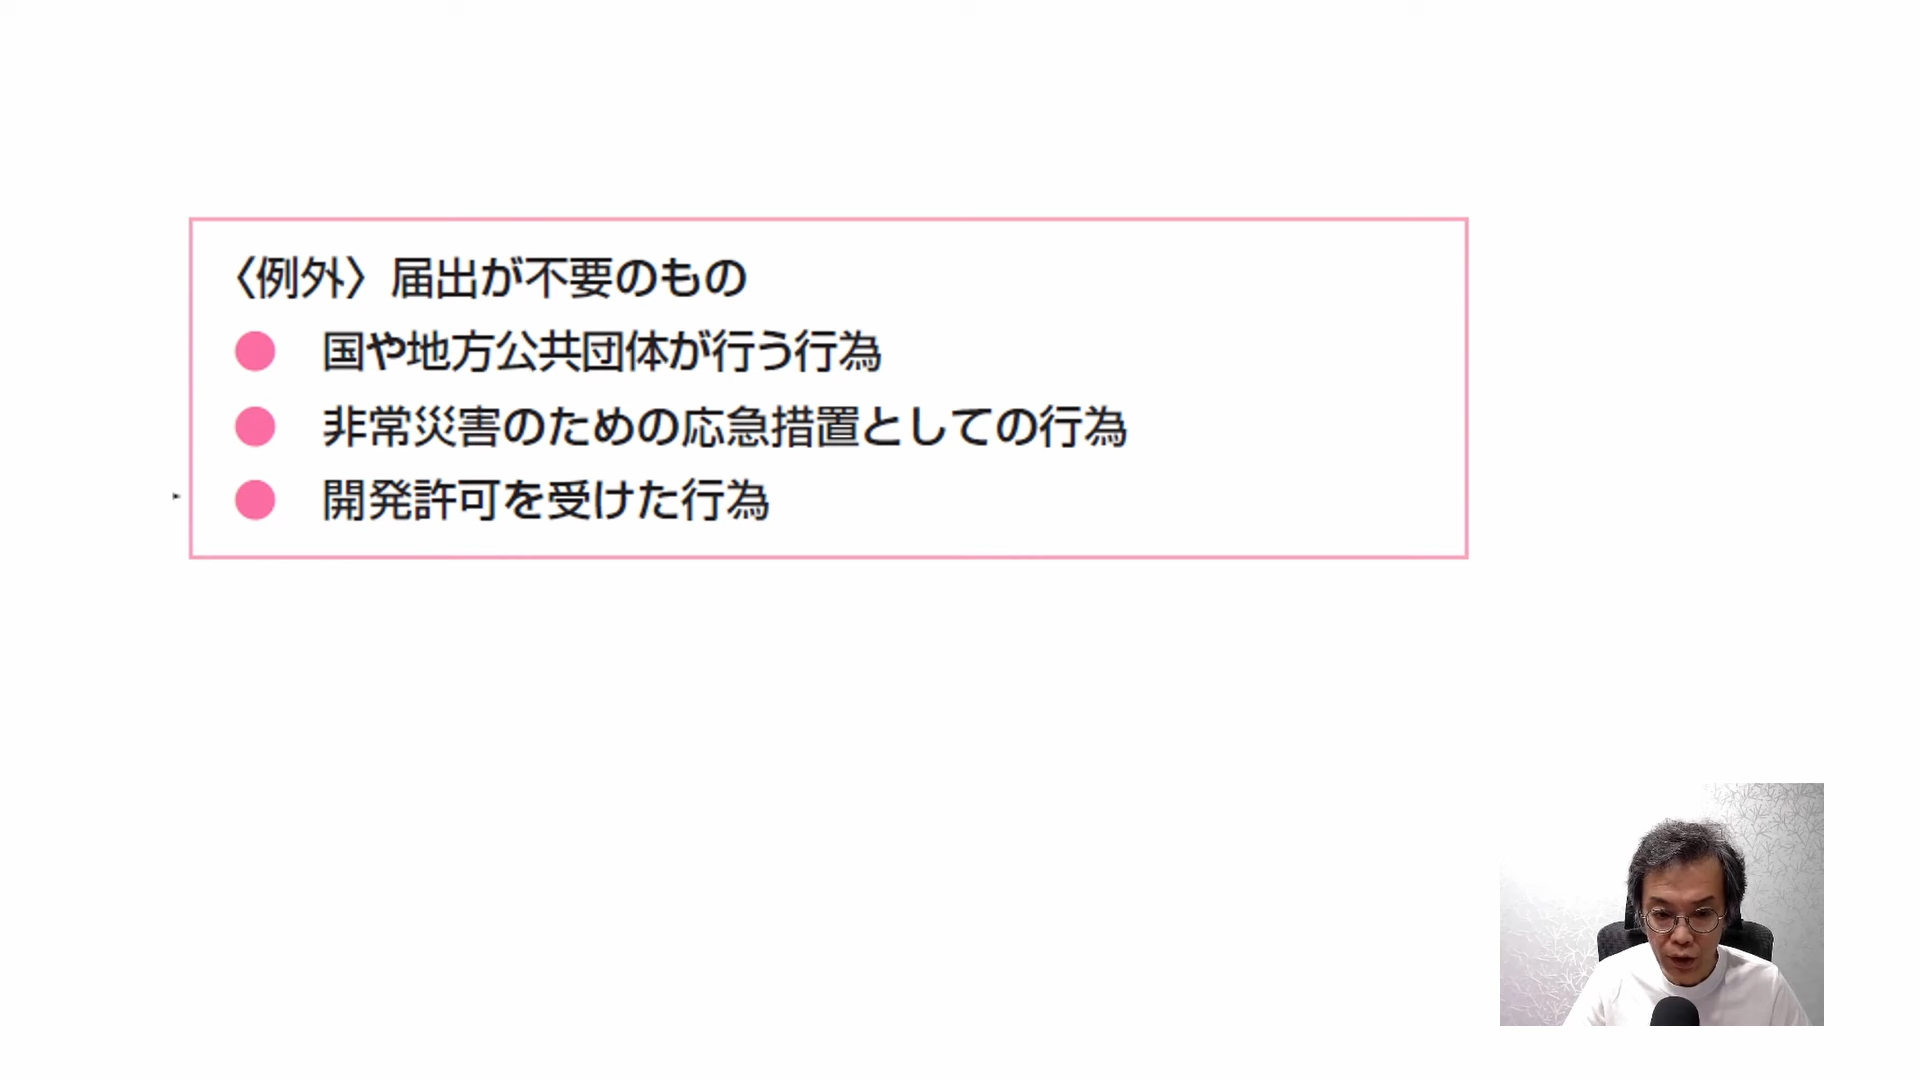 〈例外〉届出が不要のもの
● 国や地方公共団体が行う行為
● 非常災害のための応急措置としての行為
● 開発許可を受けた行為